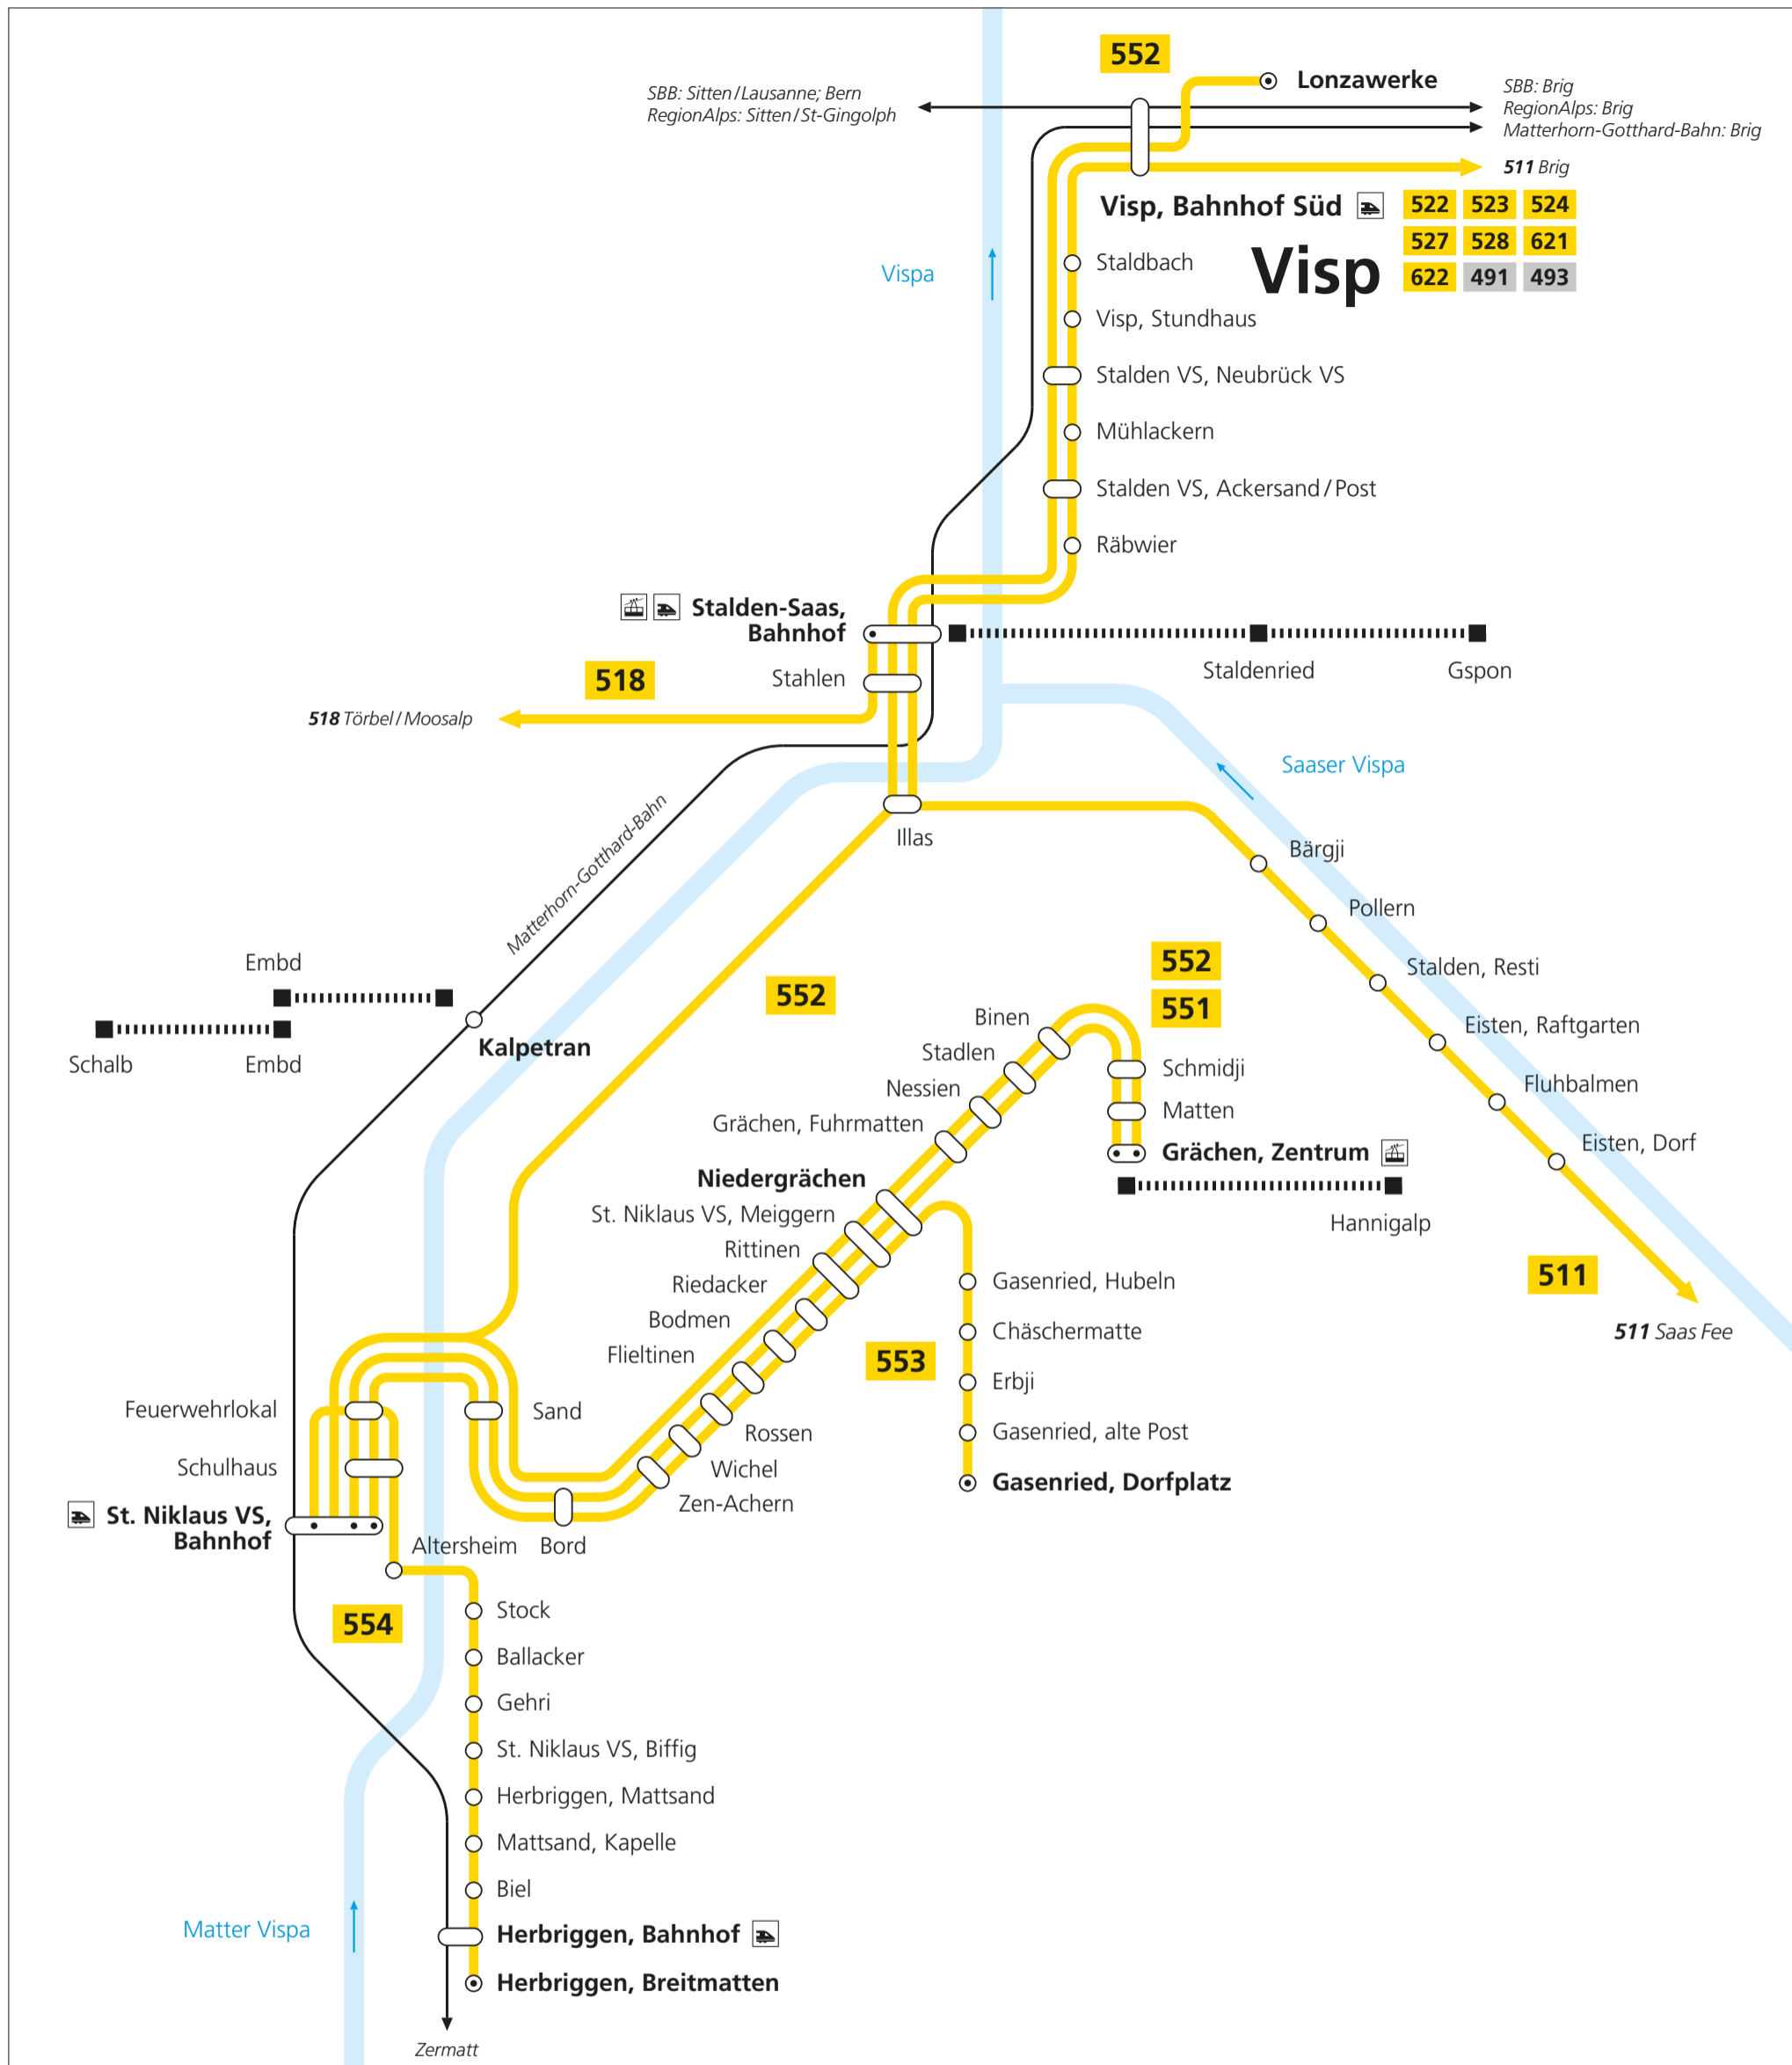 552
Lonzawerke
SBB: Sitten/Lausanne; Bern
RegionAlps: Sitten/St-Gingolph
SBB: Brig
RegionAlps: Brig
Matterhorn-Gotthard-Bahn: Brig
511 Brig
Visp, Bahnhof Süd
522 523 524
527 528 621
622 491 493
Visp
Vispa
Staldbach
Visp, Stundhaus
Stalden VS, Neubrück VS
Mühlackern
Stalden VS, Ackersand/Post
Räbwier
Stalden-Saas,
Bahnhof
Staldenried
Gspon
Stahlen
518
518 Törbel/Moosalp
Saaser Vispa
Illas
Matterhorn-Gotthard-Bahn
Bärgji
Pollern
Stalden, Resti
Eisten, Raftgarten
Fluhbalmen
Eisten, Dorf
511
511 Saas Fee
Embd
Schalb
Embd
Kalpetran
552
552
551
Binen
Stadlen
Nessien
Grächen, Fuhrmatten
Schmidji
Matten
Grächen, Zentrum
Hannigalp
Niedergrächen
St. Niklaus VS, Meiggern
Rittinen
Riedacker
Bodmen
Flieltinen
553
Gasenried, Hubeln
Chäschermatte
Erbji
Gasenried, alte Post
Gasenried, Dorfplatz
Feuerwehrlokal
Sand
Rossen
Schulhaus
Wichel
Zen-Achern
St. Niklaus VS,
Bahnhof
Altersheim
Bord
554
Stock
Ballacker
Gehri
St. Niklaus VS, Biffig
Herbriggen, Mattsand
Mattsand, Kapelle
Biel
Matter Vispa
Herbriggen, Bahnhof
Herbriggen, Breitmatten
Zermatt